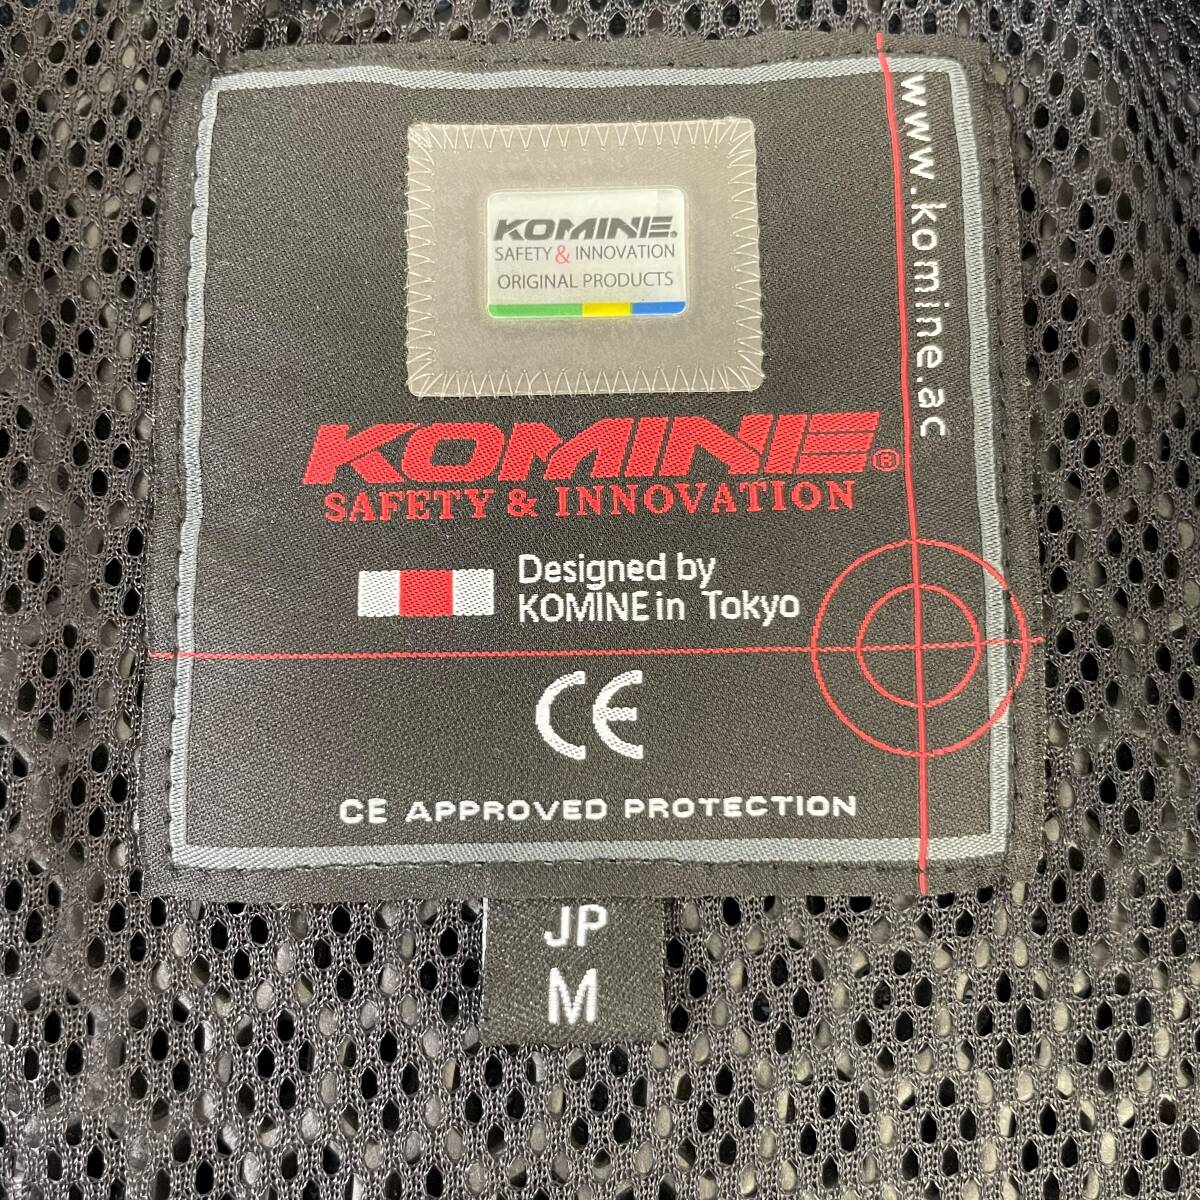 KOMINE.
SAFETY & INNOVATION
ORIGINAL PRODUCTS
www.komine.ac
KOMINE®
SAFETY & INNOVATION
Designed by
KOMINE in Tokyo
CE
CE APPROVED PROTECTION
JP
M